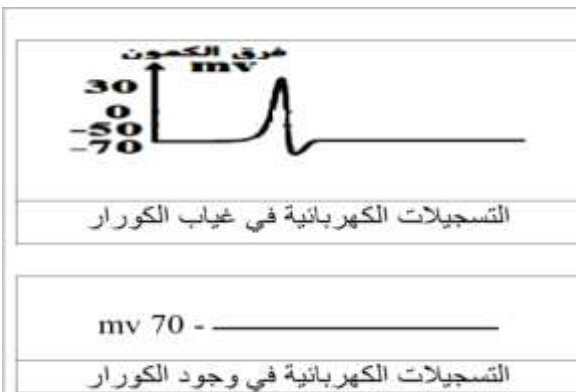 فرق الكمون
mv
30
0
-50
-70
التسجيلات الكهربائية في غياب الكورار
mv 70 -
التسجيلات الكهربائية في وجود الكورار